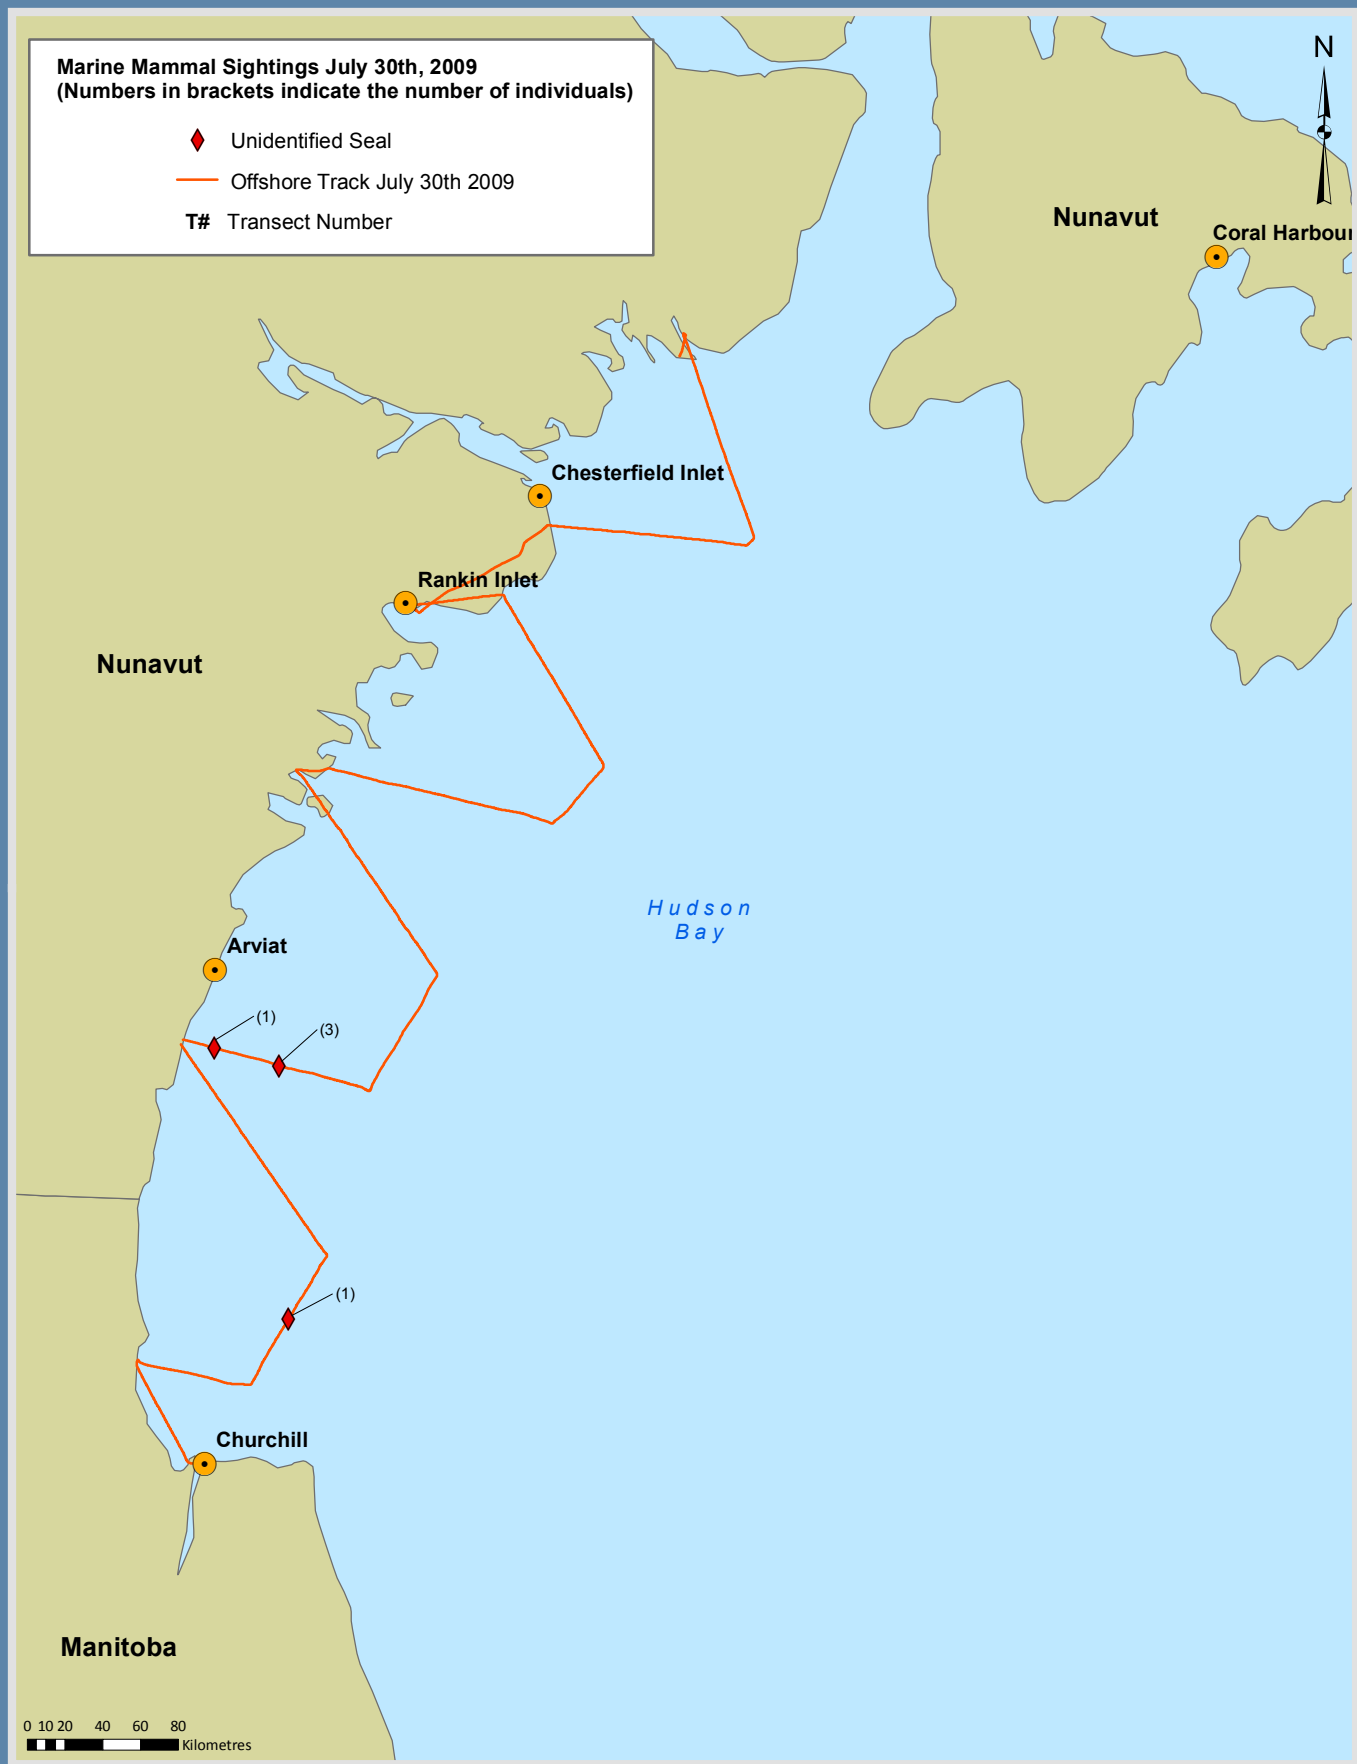 Marine Mammal Sightings July 30th, 2009
(Numbers in brackets indicate the number of individuals)
Unidentified Seal
Offshore Track July 30th 2009
T# Transect Number
N
Nunavut
Coral Harbour
Chesterfield Inlet
Rankin Inlet
Nunavut
Hudson
Bay
Arviat
(1)
(3)
(1)
Churchill
Manitoba
0 10 20 40 60 80
Kilometres